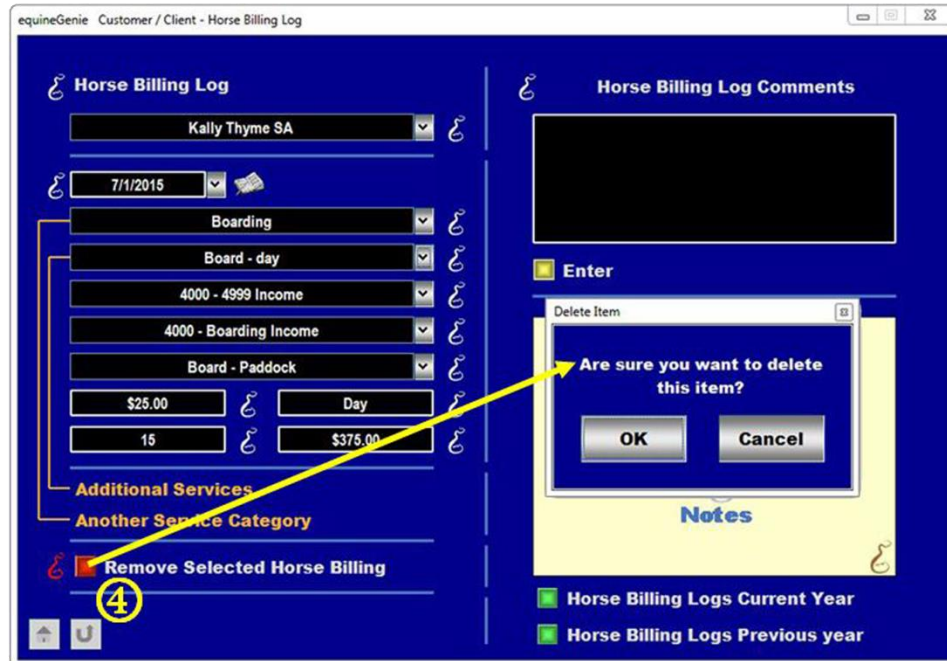 equineGenie Customer / Client - Horse Billing Log
Horse Billing Log
Kally Thyme SA
7/1/2015
Boarding
Board - day
4000 - 4999 Income
4000 - Boarding Income
Board - Paddock
$25.00
Day
15
$375.00
Additional Services
Another Service Category
Remove Selected Horse Billing
④
Horse Billing Log Comments
Enter
Delete Item
Are sure you want to delete
this item?
OK
Cancel
Notes
Horse Billing Logs Current Year
Horse Billing Logs Previous year